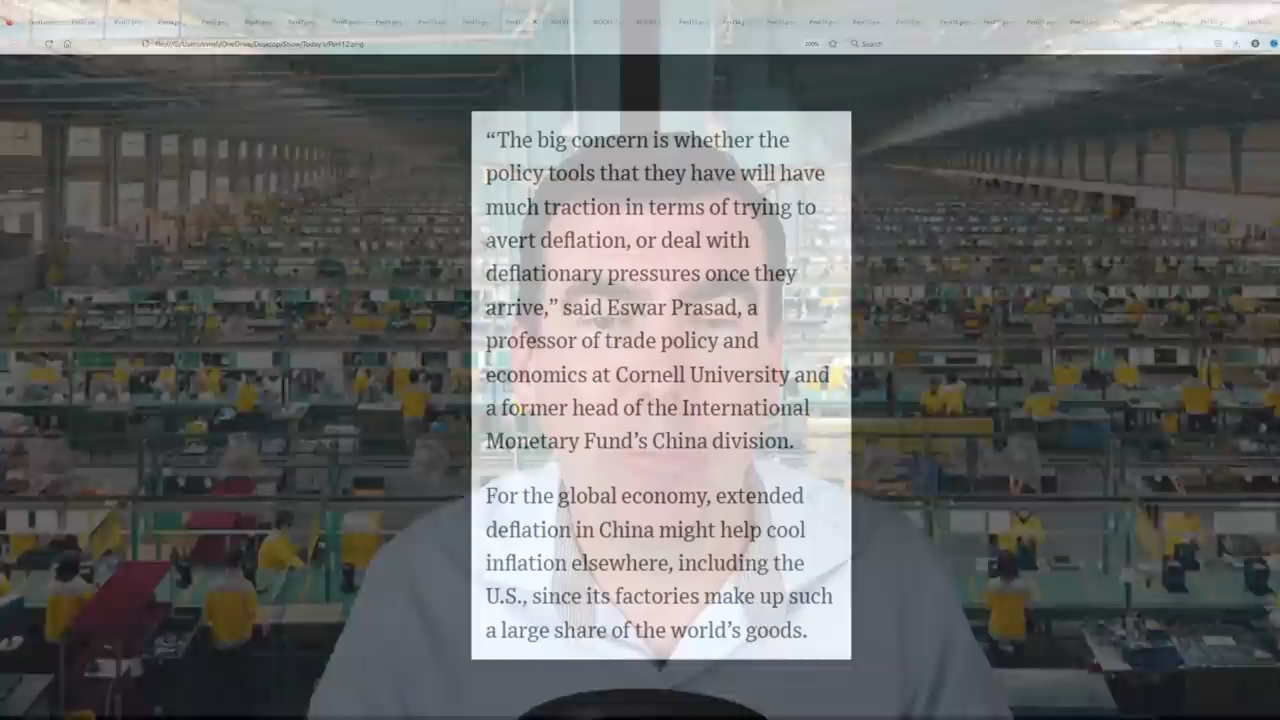 200%
Search
“The big concern is whether the
policy tools that they have will have
much traction in terms of trying to
avert deflation, or deal with
deflationary pressures once they
arrive,” said Eswar Prasad, a
professor of trade policy and
economics at Cornell University and
a former head of the International
Monetary Fund’s China division.
For the global economy, extended
deflation in China might help cool
inflation elsewhere, including the
U.S., since its factories make up such
a large share of the world’s goods.